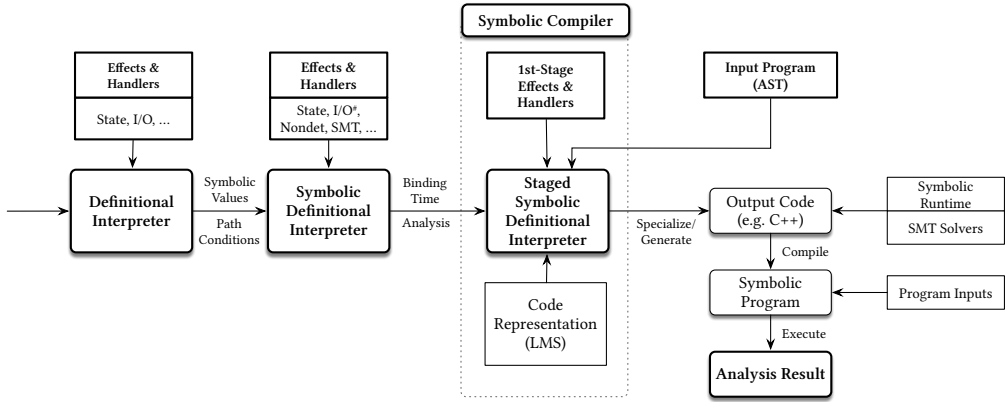 Symbolic Compiler
Effects &
Handlers
State, I/O, ...
Effects &
Handlers
State, I/O#,
Nondet, SMT, ...
1st-Stage
Effects &
Handlers
Input Program
(AST)
Definitional
Interpreter
Symbolic
Values
Path
Conditions
Symbolic
Definitional
Interpreter
Binding
Time
Analysis
Staged
Symbolic
Definitional
Interpreter
Specialize/
Generate
Output Code
(e.g. C++)
Symbolic
Runtime
SMT Solvers
Compile
Code
Representation
(LMS)
Symbolic
Program
Program Inputs
Execute
Analysis Result